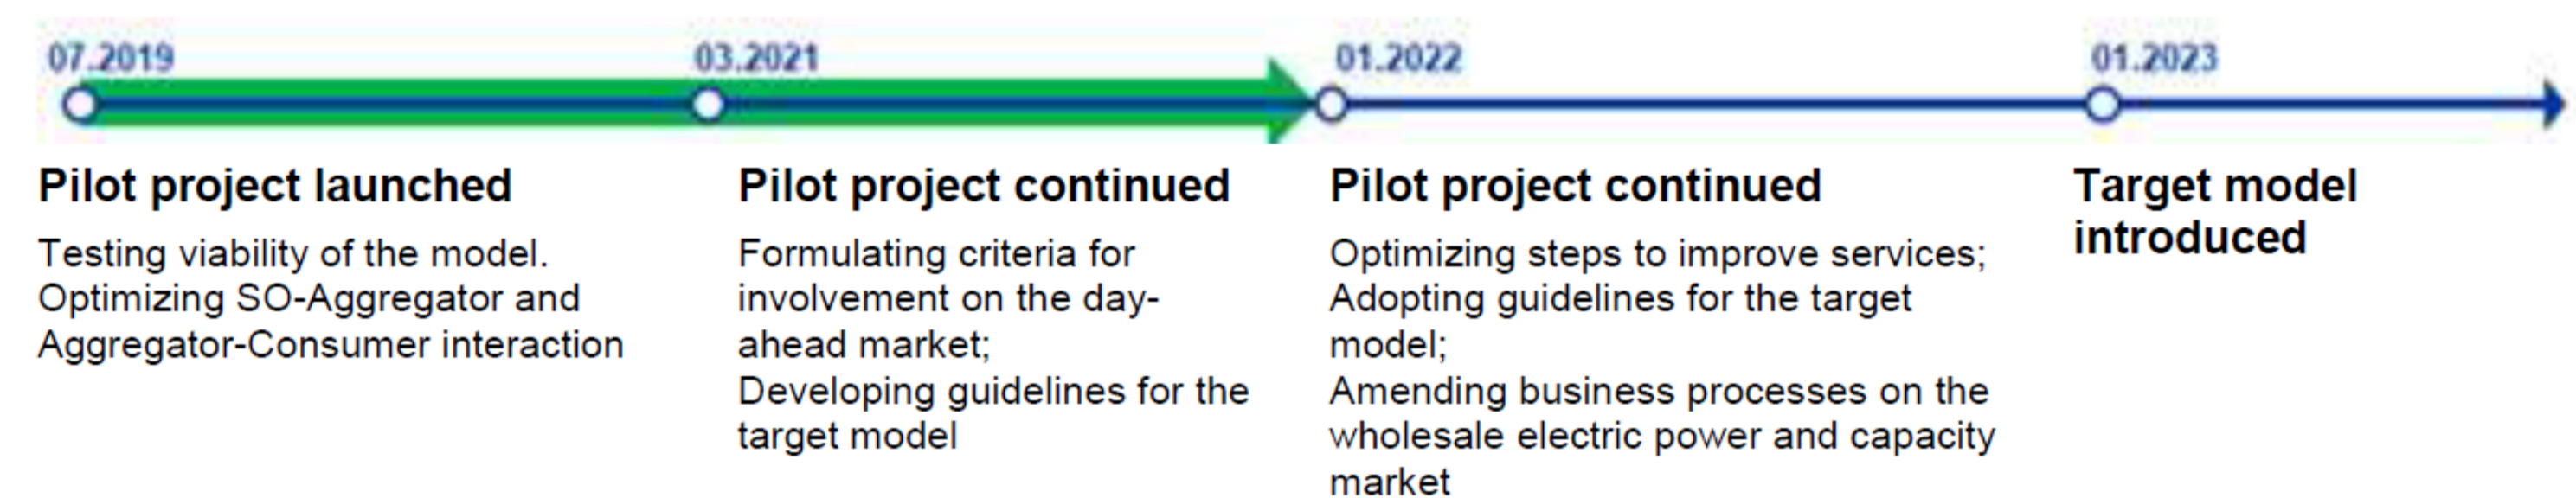 07.2019
03.2021
01.2022
01.2023
Pilot project launched
Testing viability of the model.
Optimizing SO-Aggregator and
Aggregator-Consumer interaction
Pilot project continued
Formulating criteria for
involvement on the day-
ahead market;
Developing guidelines for the
target model
Pilot project continued
Optimizing steps to improve services;
Adopting guidelines for the target
model;
Amending business processes on the
wholesale electric power and capacity
market
Target model
introduced